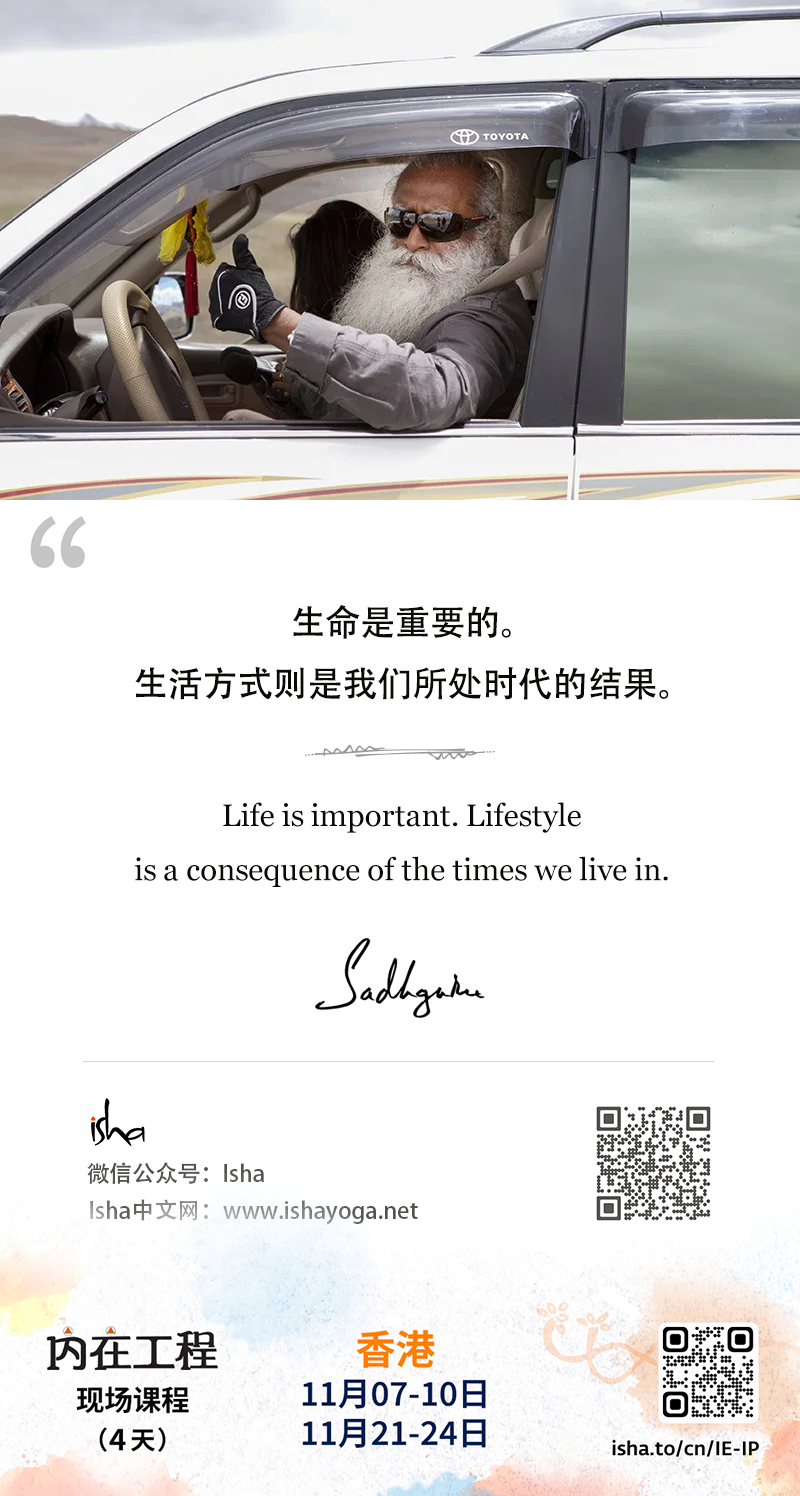 TOYOTA
“
生命是重要的。
生活方式则是我们所处时代的结果。
Life is important. Lifestyle
is a consequence of the times we live in.
Sadhguru
isha
微信公众号：Isha
Isha中文网：www.ishayoga.net
内在工程
现场课程
（4天）
香港
11月07-10日
11月21-24日
isha.to/cn/IE-IP